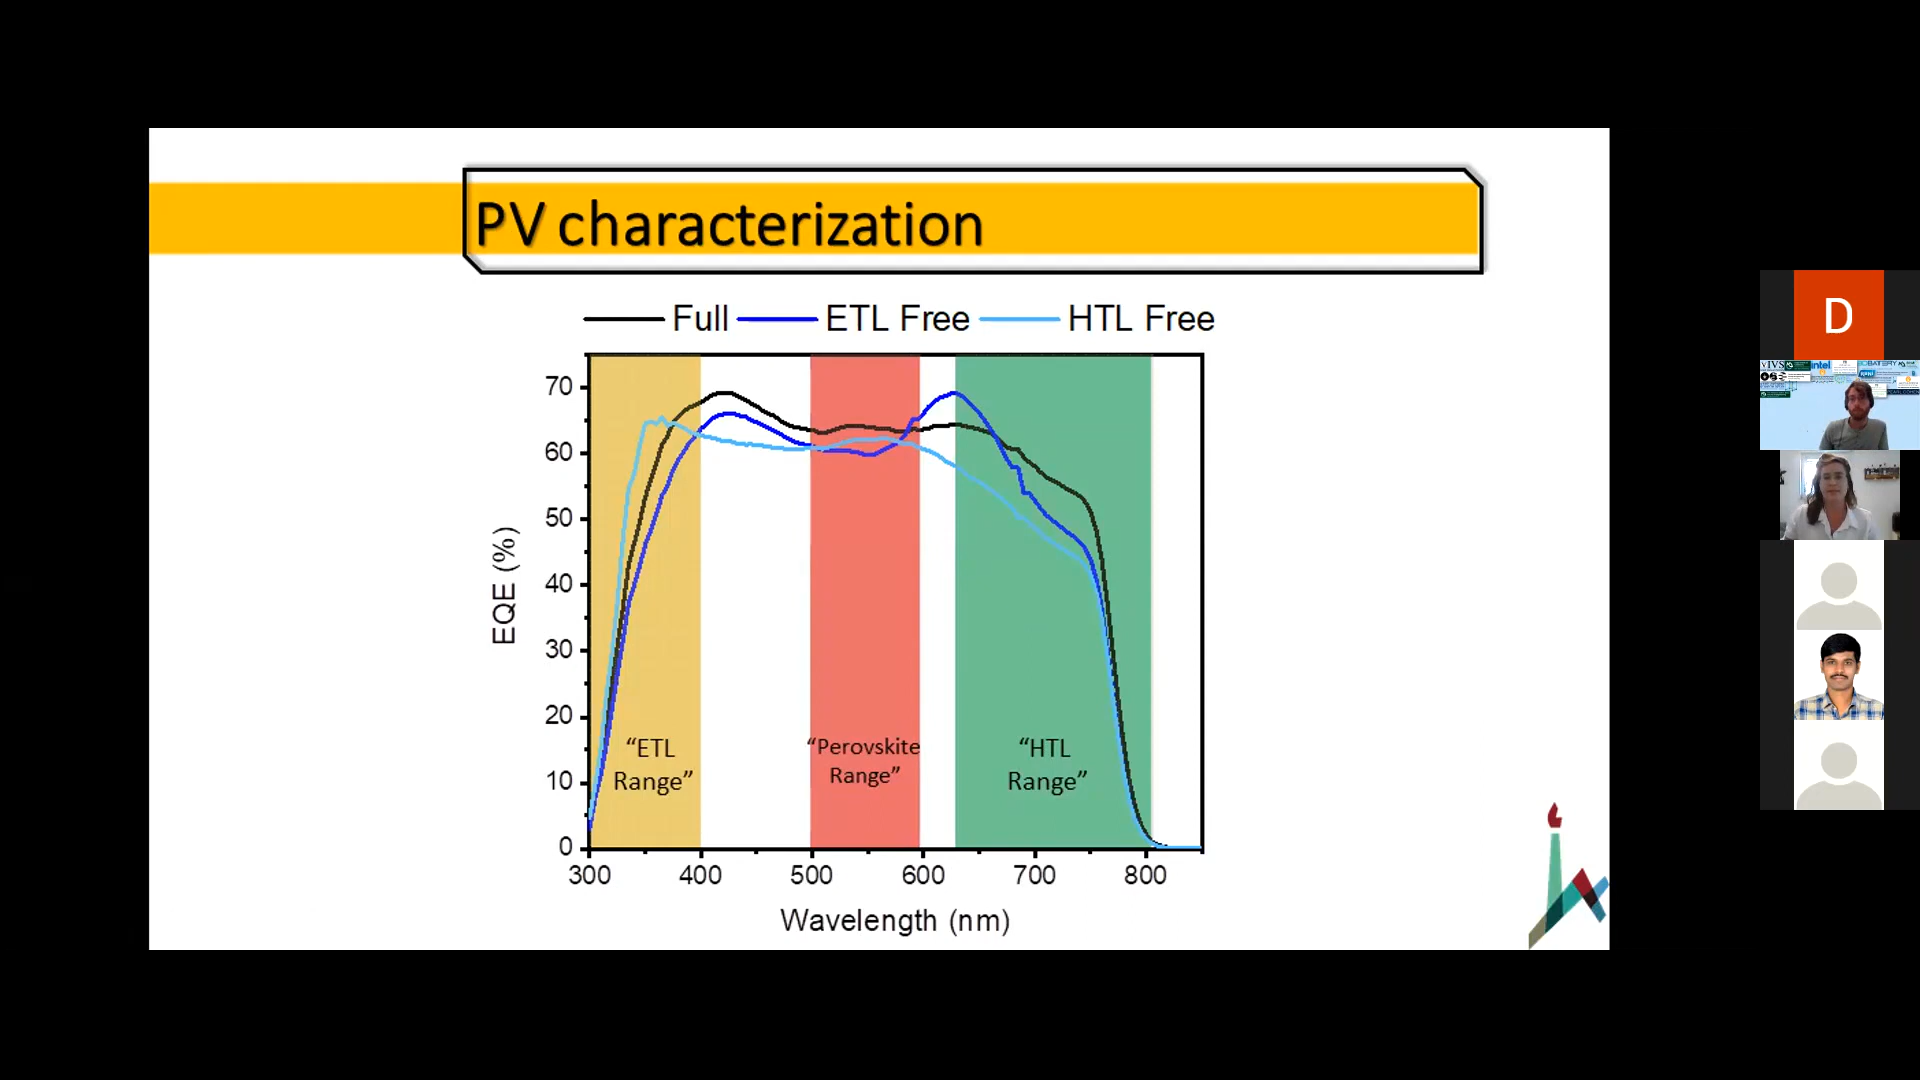 PV characterization
Full ETL Free HTL Free
70
60
50
40
30
20
10
0
EQE (%)
“ETL
Range”
“Perovskite
Range”
“HTL
Range”
300 400 500 600 700 800
Wavelength (nm)
D
intel